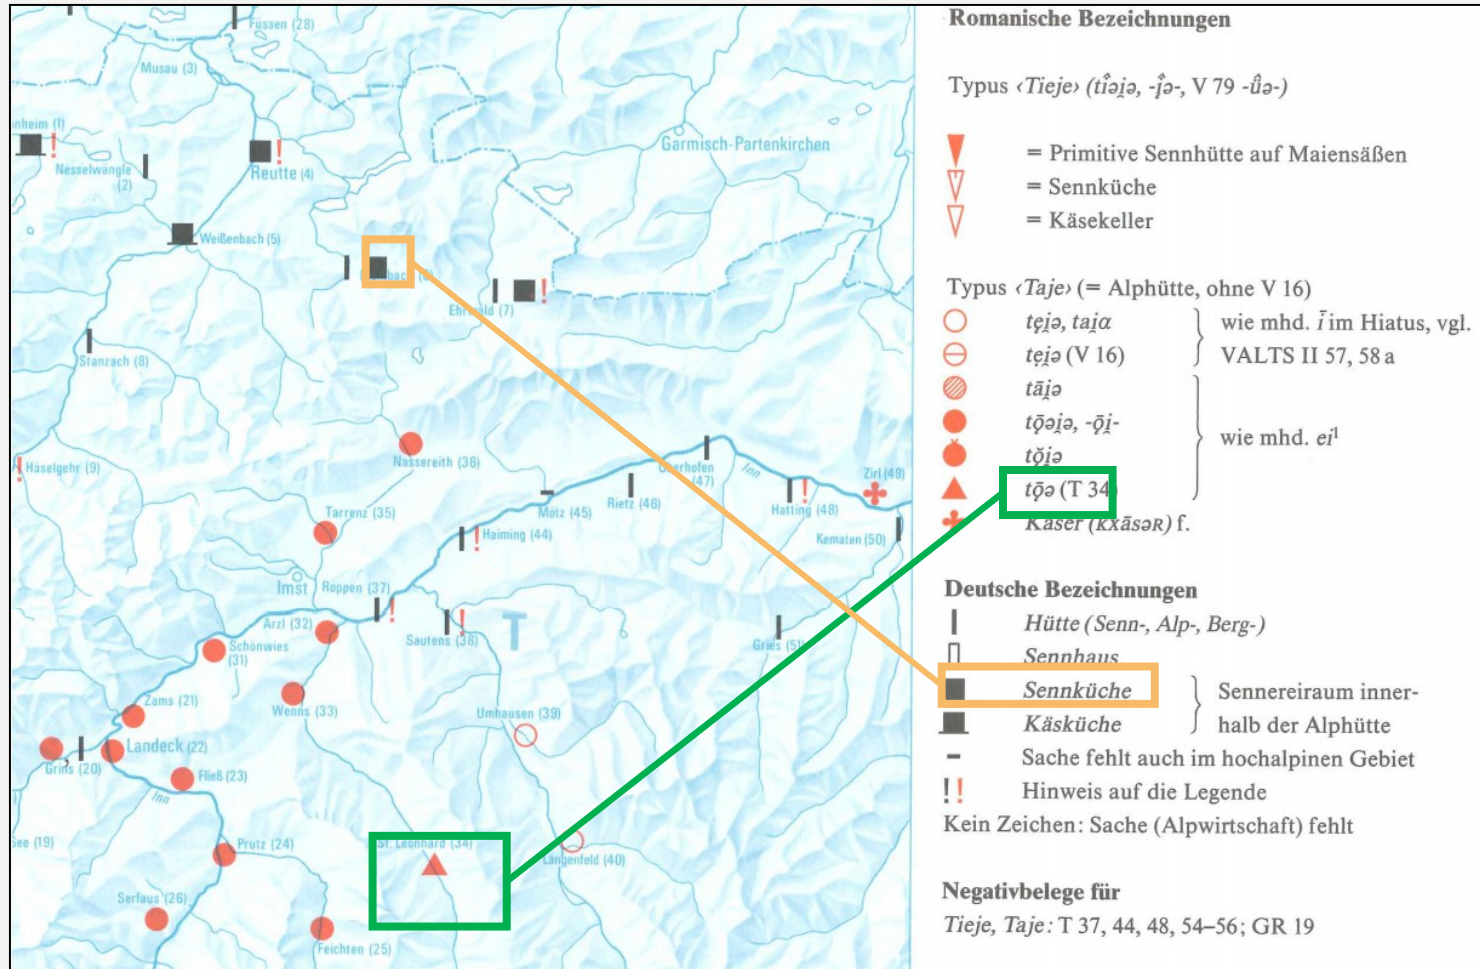 Füssen (28)
Musau (3)
nheim (1)
Nesselwängle
(2)
Reutte (4)
Garmisch-Partenkirchen
Weißenbach (5)
Ehrwald (7)
Stanzach (8)
Häselgehr (9)
Nassereith (36)
Oberhofen
(47)
Inn
Zirl (49)
Rietz (46)
Mötz (45)
Hatting (48)
Tarrenz (35)
Haiming (44)
Kematen (50)
Imst
Roppen (37)
Arzl (32)
Sautens (38)
T
Gries (51)
Schönwies
(31)
Zams (21)
Wenns (33)
Umhausen (39)
Landeck (22)
Grins (20)
,
Fließ (23)
Inn
See (19)
Prutz (24)
St. Leonhard (34)
Längenfeld (40)
Serfaus (26)
Feichten (25)
Romanische Bezeichnungen
Typus ‹Tieje› (tı̊̂əi̯ə, -i̯̊̂ə-, V 79 -ű̂ə-)
= Primitive Sennhütte auf Maiensäßen
= Sennküche
= Käsekeller
Typus ‹Taje› (= Alphütte, ohne V 16)
tęi̯ə, tai̯α
wie mhd. ī im Hiatus, vgl.
tęi̯ə (V 16)
VALTS II 57, 58 a
tāi̯ə
tǭəi̯ə, -ǭi̯-
wie mhd. ei¹
tǫ̆i̯ə
tǭə (T 34)
Käser (kχāsəʀ) f.
Deutsche Bezeichnungen
Hütte (Senn-, Alp-, Berg-)
Sennhaus
Sennküche
Sennereiraum inner-
Käsküche
halb der Alphütte
Sache fehlt auch im hochalpinen Gebiet
!! Hinweis auf die Legende
Kein Zeichen: Sache (Alpwirtschaft) fehlt
Negativbelege für
Tieje, Taje: T 37, 44, 48, 54–56; GR 19